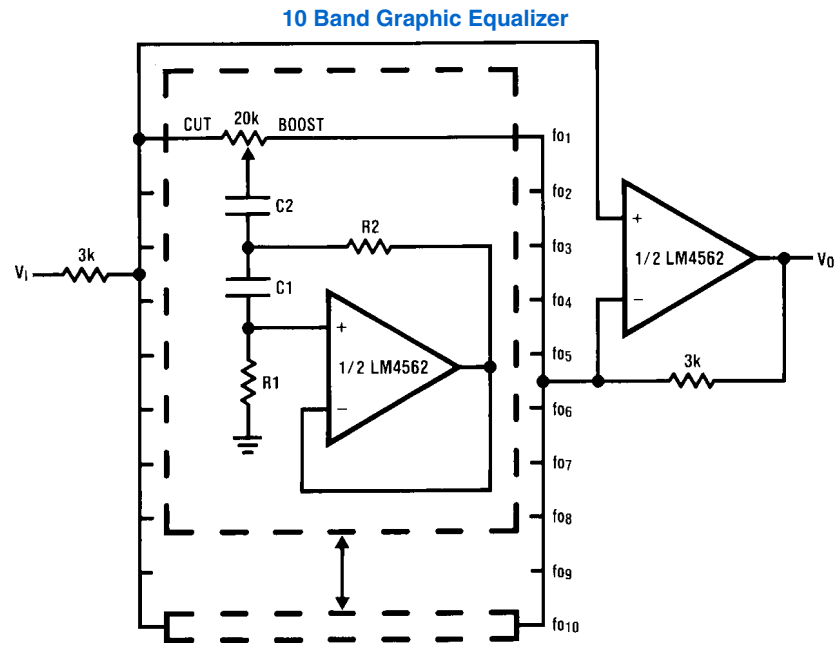 10 Band Graphic Equalizer
CUT 20k BOOST
fo1
C2
fo2
R2
fo3
+
3k
VI
1/2 LM4562
VO
C1
fo4
−
+
1/2 LM4562
fo5
3k
R1
−
fo6
fo7
fo8
fo9
fo10